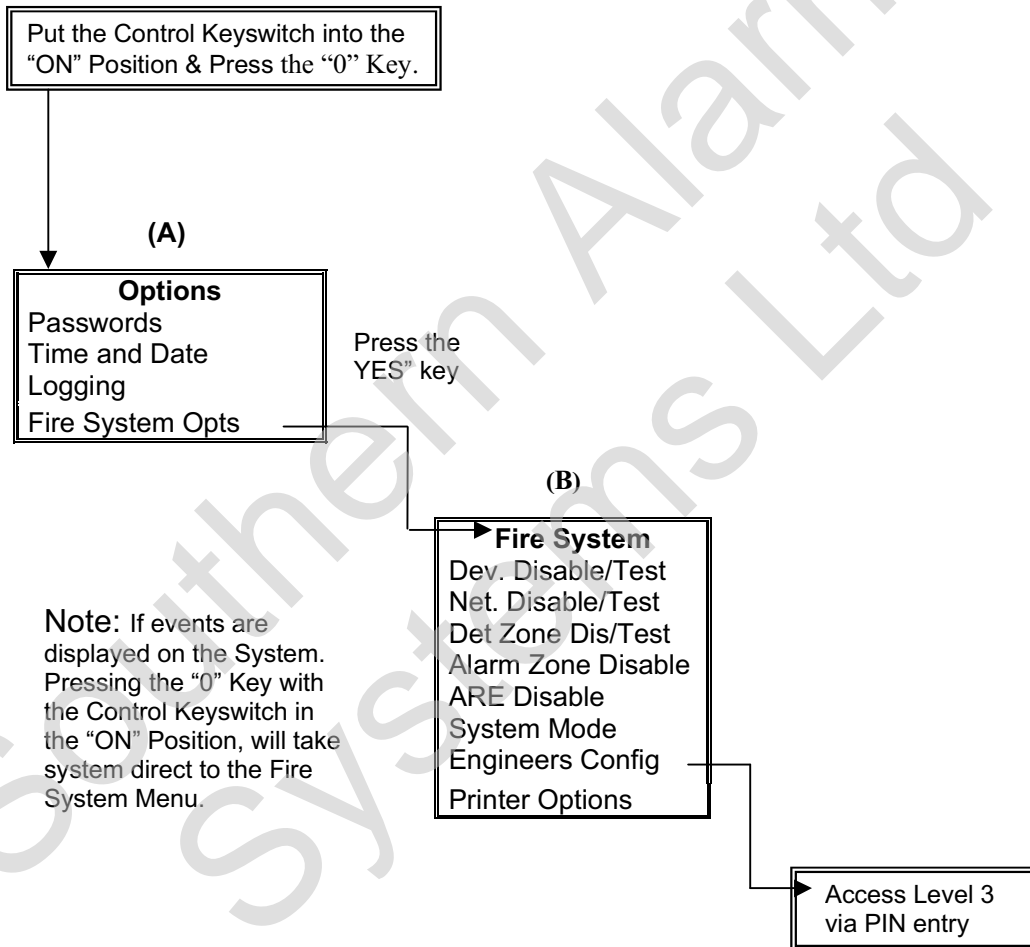 Put the Control Keyswitch into the
“ON” Position & Press the “0” Key.
(A)
Options
Passwords
Time and Date
Logging
Fire System Opts
Press the
YES” key
(B)
Fire System
Dev. Disable/Test
Net. Disable/Test
Det Zone Dis/Test
Alarm Zone Disable
ARE Disable
System Mode
Engineers Config
Printer Options
Note: If events are
displayed on the System.
Pressing the “0” Key with
the Control Keyswitch in
the “ON” Position, will take
system direct to the Fire
System Menu.
Access Level 3
via PIN entry
Southern Alarm
Systems Ltd